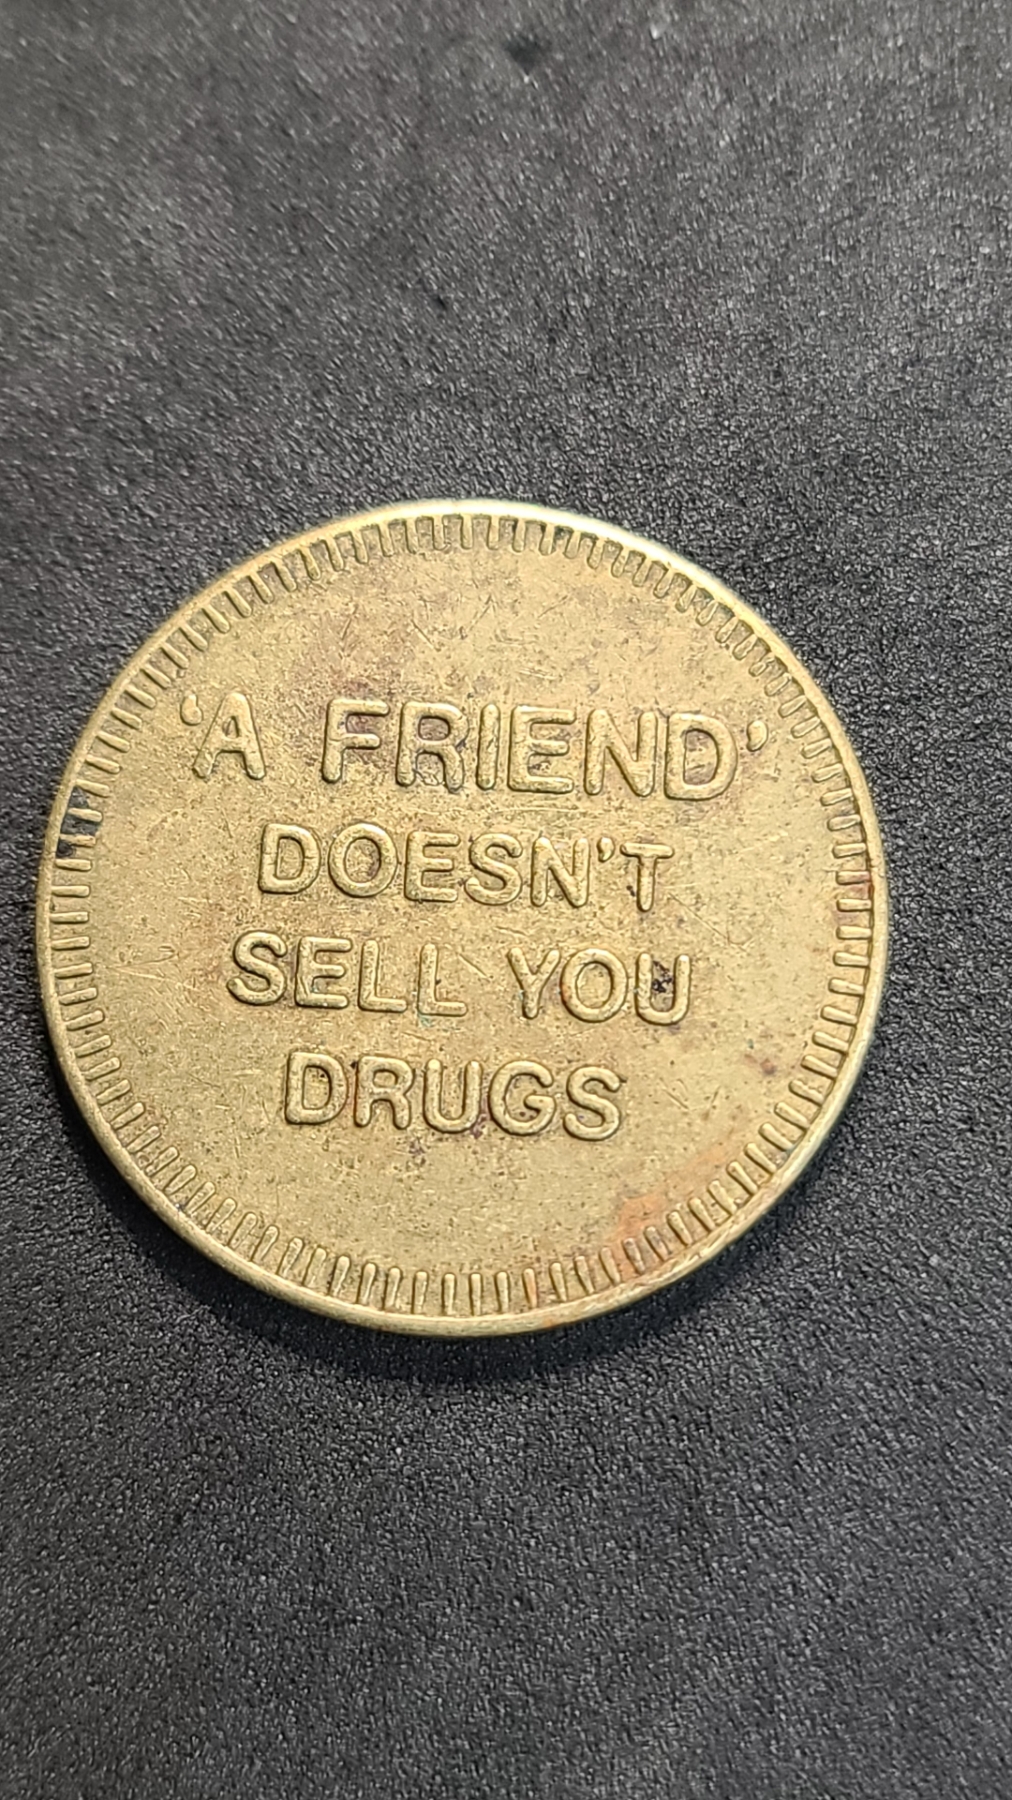 ‘A FRIEND’
DOESN’T
SELL YOU
DRUGS